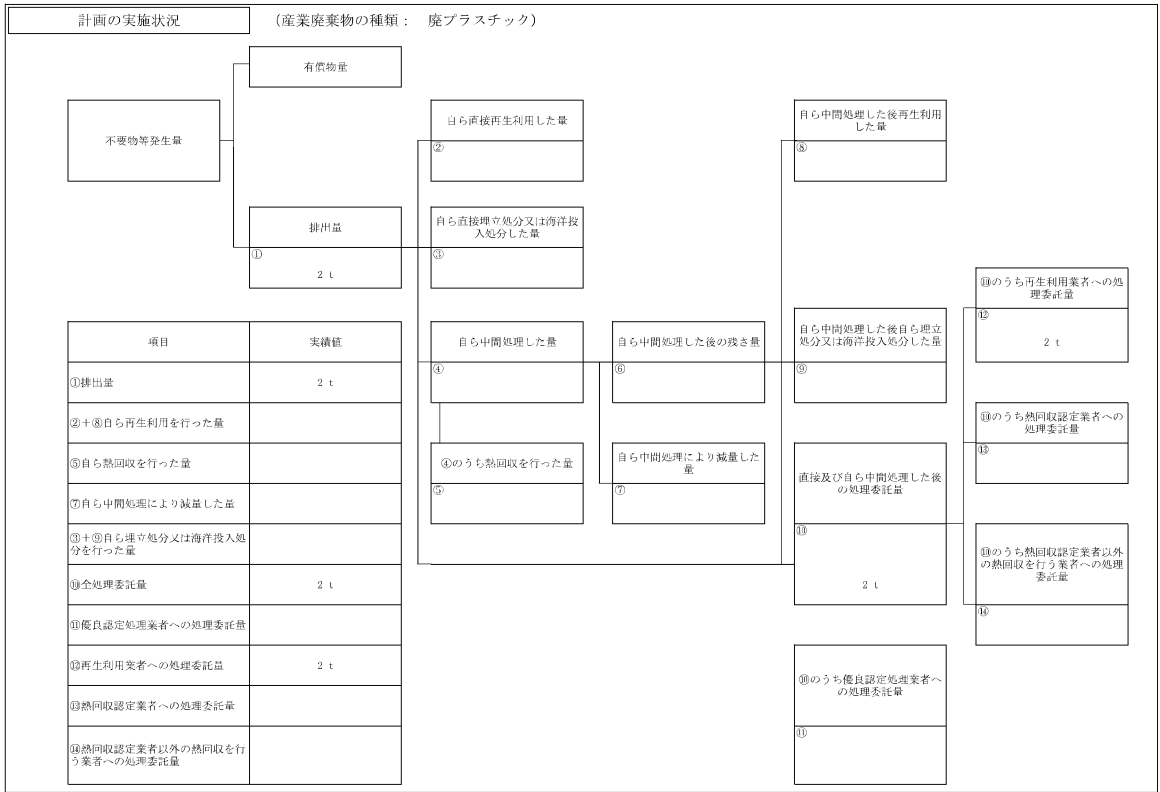 計画の実施状況
（産業廃棄物の種類： 廃プラスチック）
有償物量
不要物等発生量
自ら直接再生利用した量
②
自ら中間処理した後再生利用
した量
⑧
排出量
①
2 t
自ら直接埋立処分又は海洋投
入処分した量
③
⑩のうち再生利用業者への処
理委託量
⑫
2 t
項目
実績値
①排出量
2 t
②＋⑧自ら再生利用を行った量
⑤自ら熱回収を行った量
⑦自ら中間処理により減量した量
③＋⑨自ら埋立処分又は海洋投入処
分を行った量
⑩全処理委託量
2 t
⑪優良認定処理業者への処理委託量
⑫再生利用業者への処理委託量
2 t
⑬熱回収認定業者への処理委託量
⑭熱回収認定業者以外の熱回収を行
う業者への処理委託量
自ら中間処理した量
④
自ら中間処理した後の残さ量
⑥
自ら中間処理した後自ら埋立
処分又は海洋投入処分した量
⑨
④のうち熱回収を行った量
⑤
自ら中間処理により減量した
量
⑦
直接及び自ら中間処理した後
の処理委託量
⑩
2 t
⑩のうち熱回収認定業者への
処理委託量
⑬
⑩のうち熱回収認定業者以外
の熱回収を行う業者への処理
委託量
⑭
⑩のうち優良認定処理業者へ
の処理委託量
⑪